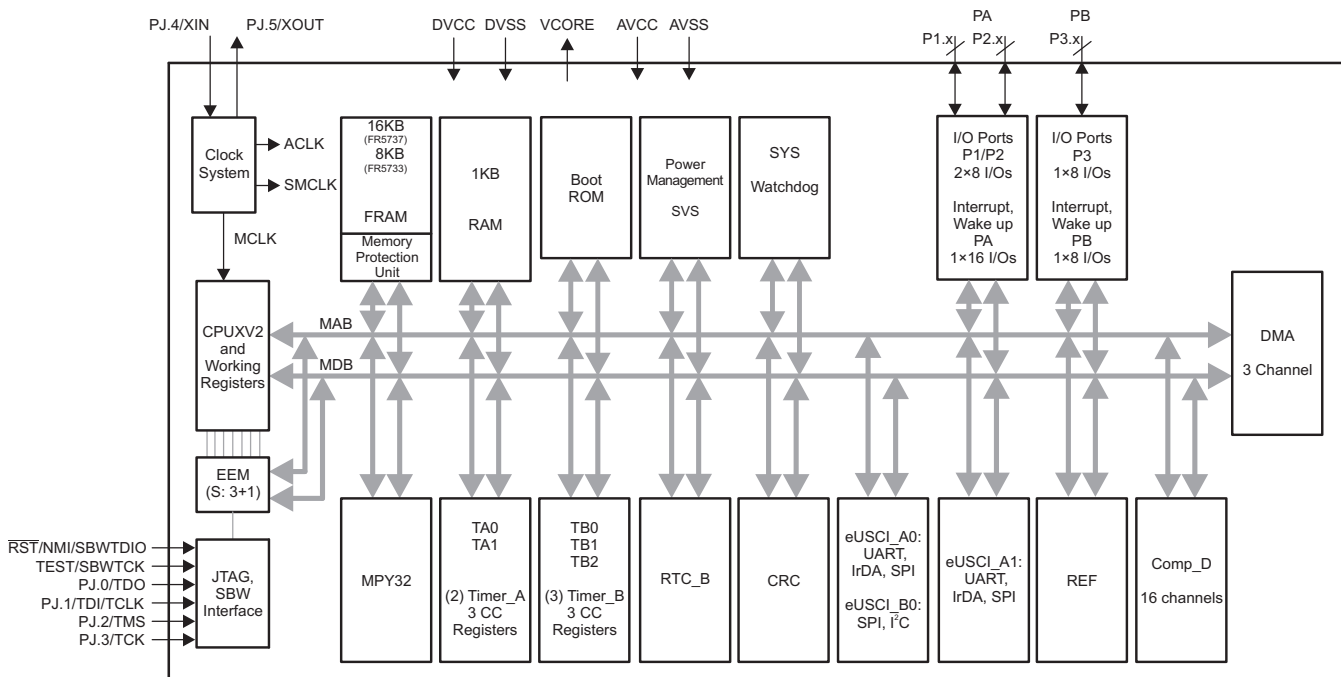 PJ.4/XIN
PJ.5/XOUT
DVCC
DVSS
VCORE
AVCC
AVSS
PA
P1.x
P2.x
PB
P3.x
Clock
System
ACLK
SMCLK
MCLK
16KB
(FR5737)
8KB
(FR5733)
FRAM
Memory
Protection
Unit
1KB
RAM
Boot
ROM
Power
Management
SVS
SYS
Watchdog
I/O Ports
P1/P2
2×8 I/Os
Interrupt,
Wake up
PA
1×16 I/Os
I/O Ports
P3
1×8 I/Os
Interrupt,
Wake up
PB
1×8 I/Os
CPUXV2
and
Working
Registers
MAB
MDB
DMA
3 Channel
EEM
(S: 3+1)
RST/NMI/SBWTDIO
TEST/SBWTCK
PJ.0/TDO
PJ.1/TDI/TCLK
PJ.2/TMS
PJ.3/TCK
JTAG,
SBW
Interface
MPY32
TA0
TA1
(2) Timer_A
3 CC
Registers
TB0
TB1
TB2
(3) Timer_B
3 CC
Registers
RTC_B
CRC
eUSCI_A0:
UART,
IrDA, SPI
eUSCI_B0:
SPI, I²C
eUSCI_A1:
UART,
IrDA, SPI
REF
Comp_D
16 channels